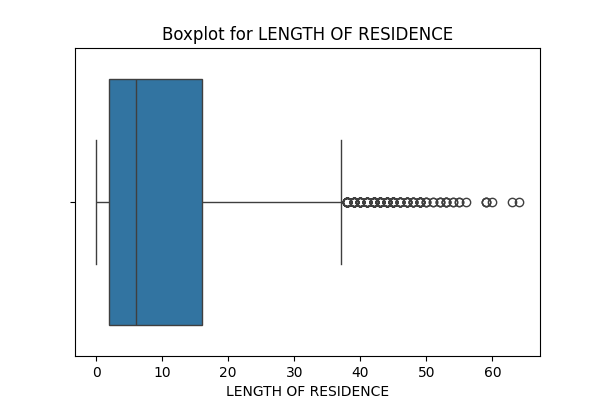 Boxplot for LENGTH OF RESIDENCE
0 10 20 30 40 50 60
LENGTH OF RESIDENCE